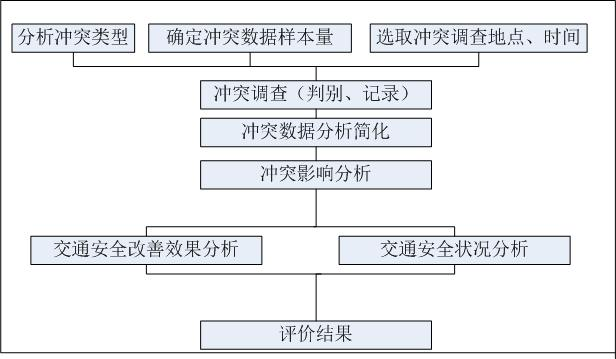 分析冲突类型
确定冲突数据样本量
选取冲突调查地点、时间
冲突调查（判别、记录）
冲突数据分析简化
冲突影响分析
交通安全改善效果分析
交通安全状况分析
评价结果